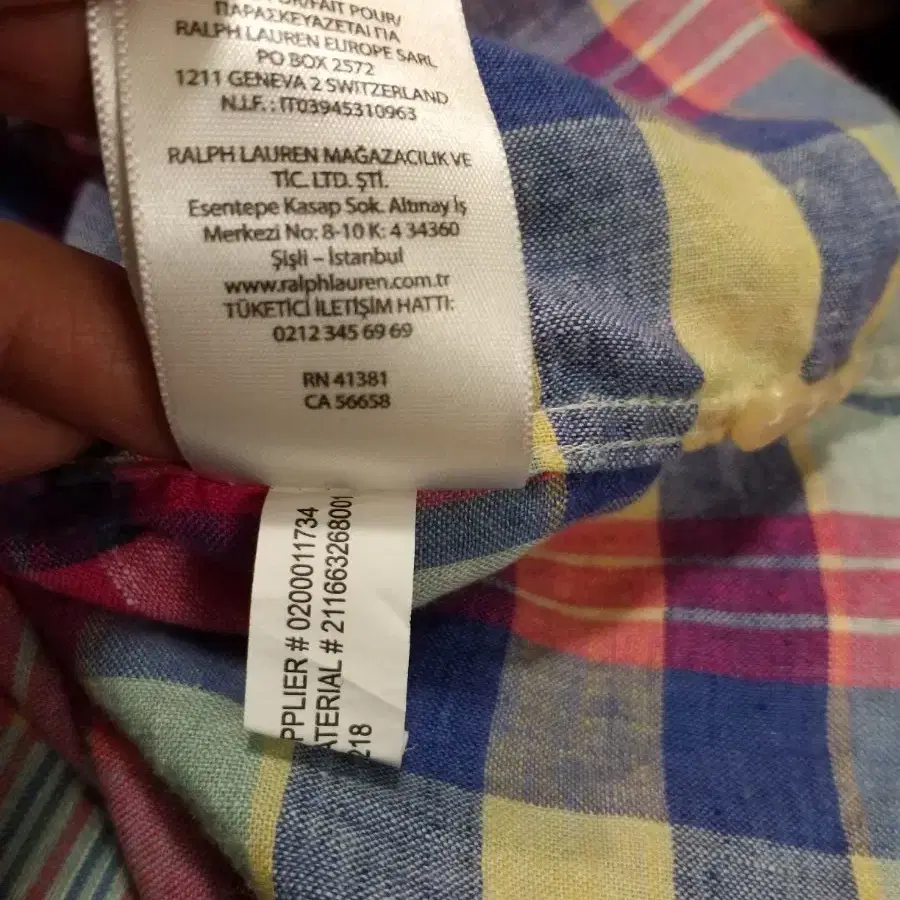 POUR/
ΠΑΡΑΣΚΕΥΑΖΕΤΑΙ ΓΙΑ
RALPH LAUREN EUROPE SARL
PO BOX 2572
1211 GENEVA 2 SWITZERLAND
N.I.F. : IT03945310963
RALPH LAUREN MAĞAZACILIK VE
TİC. LTD. ŞTİ.
Esentepe Kasap Sok. Altınay İş
Merkezi No: 8-10 K: 4 34360
Şişli – İstanbul
www.ralphlauren.com.tr
TÜKETİCİ İLETİŞİM HATTI:
0212 345 69 69
RN 41381
CA 56658
PPLIER # 0200011734
ATERIAL # 211663268001
218